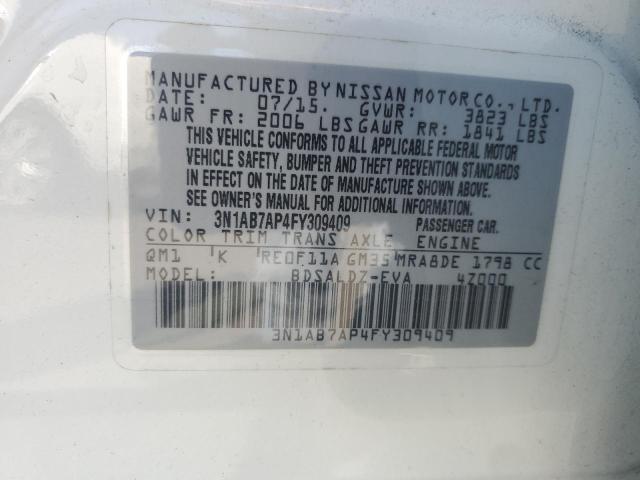 MANUFACTURED BY NISSAN MOTOR CO., LTD.
DATE: 07/15. GVWR: 3823 LBS
GAWR FR: 2006 LBS GAWR RR: 1841 LBS
THIS VEHICLE CONFORMS TO ALL APPLICABLE FEDERAL MOTOR
VEHICLE SAFETY, BUMPER AND THEFT PREVENTION STANDARDS
IN EFFECT ON THE DATE OF MANUFACTURE SHOWN ABOVE.
SEE OWNER'S MANUAL FOR ADDITIONAL INFORMATION.
VIN: 3N1AB7AP4FY309409 PASSENGER CAR.
COLOR TRIM TRANS AXLE ENGINE
QM1 K RE0F11A GM35 MRA8DE 1798 CC
MODEL: BDSALDZ-EVA 4Z000
3N1AB7AP4FY309409